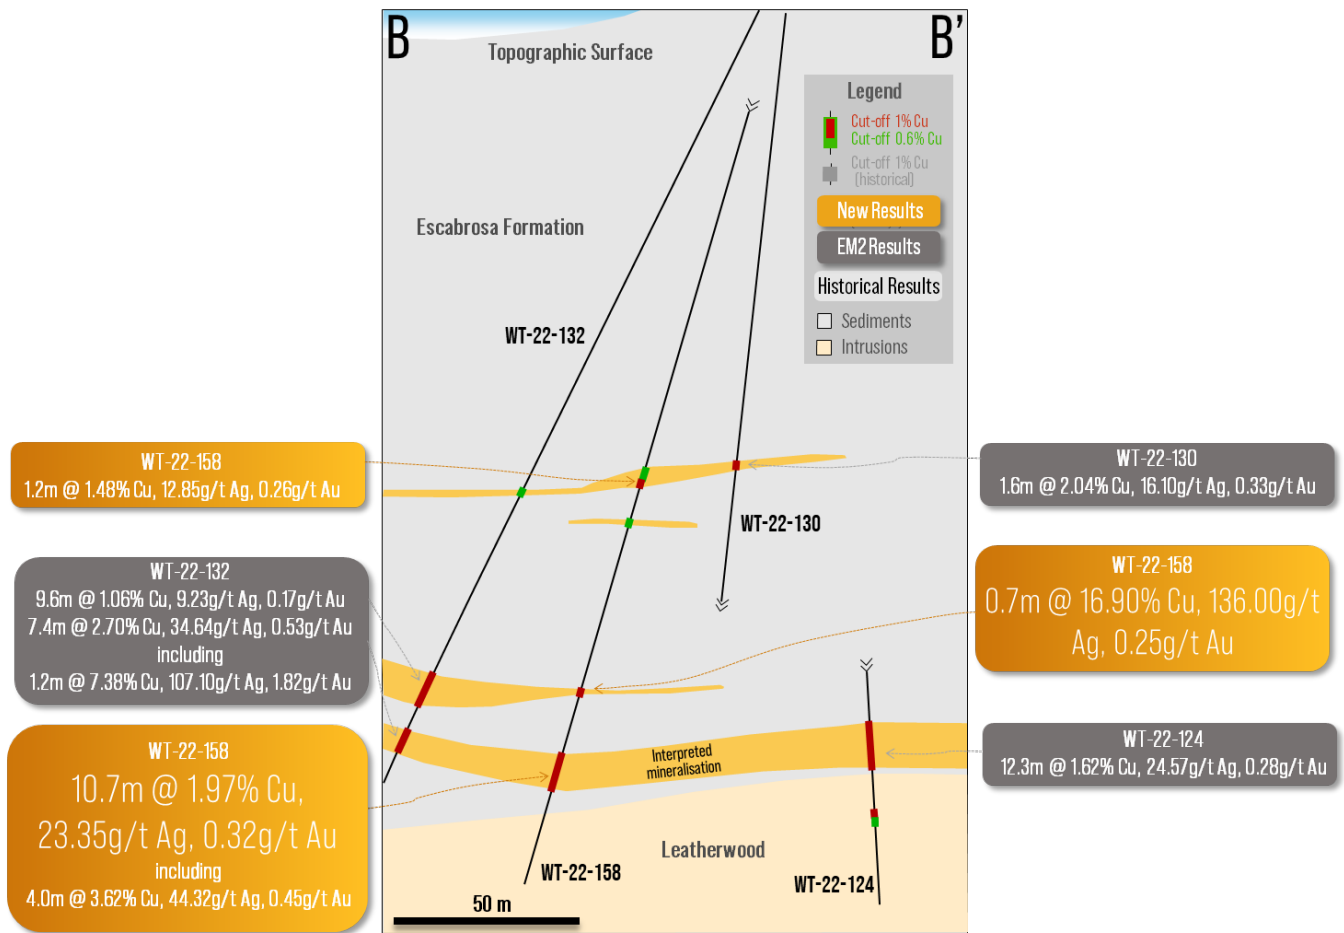 B
B'
Topographic Surface
Legend
Cut-off 1% Cu
Cut-off 0.6% Cu
Cut-off 1% Cu
(historical)
New Results
EM2 Results
Historical Results
Sediments
Intrusions
Escabrosa Formation
WT-22-132
WT-22-158
1.2m @ 1.48% Cu, 12.85g/t Ag, 0.26g/t Au
WT-22-130
1.6m @ 2.04% Cu, 16.10g/t Ag, 0.33g/t Au
WT-22-130
WT-22-132
9.6m @ 1.06% Cu, 9.23g/t Ag, 0.17g/t Au
7.4m @ 2.70% Cu, 34.64g/t Ag, 0.53g/t Au
including
1.2m @ 7.38% Cu, 107.10g/t Ag, 1.82g/t Au
WT-22-158
0.7m @ 16.90% Cu, 136.00g/t
Ag, 0.25g/t Au
WT-22-158
10.7m @ 1.97% Cu,
23.35g/t Ag, 0.32g/t Au
including
4.0m @ 3.62% Cu, 44.32g/t Ag, 0.45g/t Au
Interpreted
mineralisation
WT-22-124
12.3m @ 1.62% Cu, 24.57g/t Ag, 0.28g/t Au
Leatherwood
WT-22-158
WT-22-124
50 m